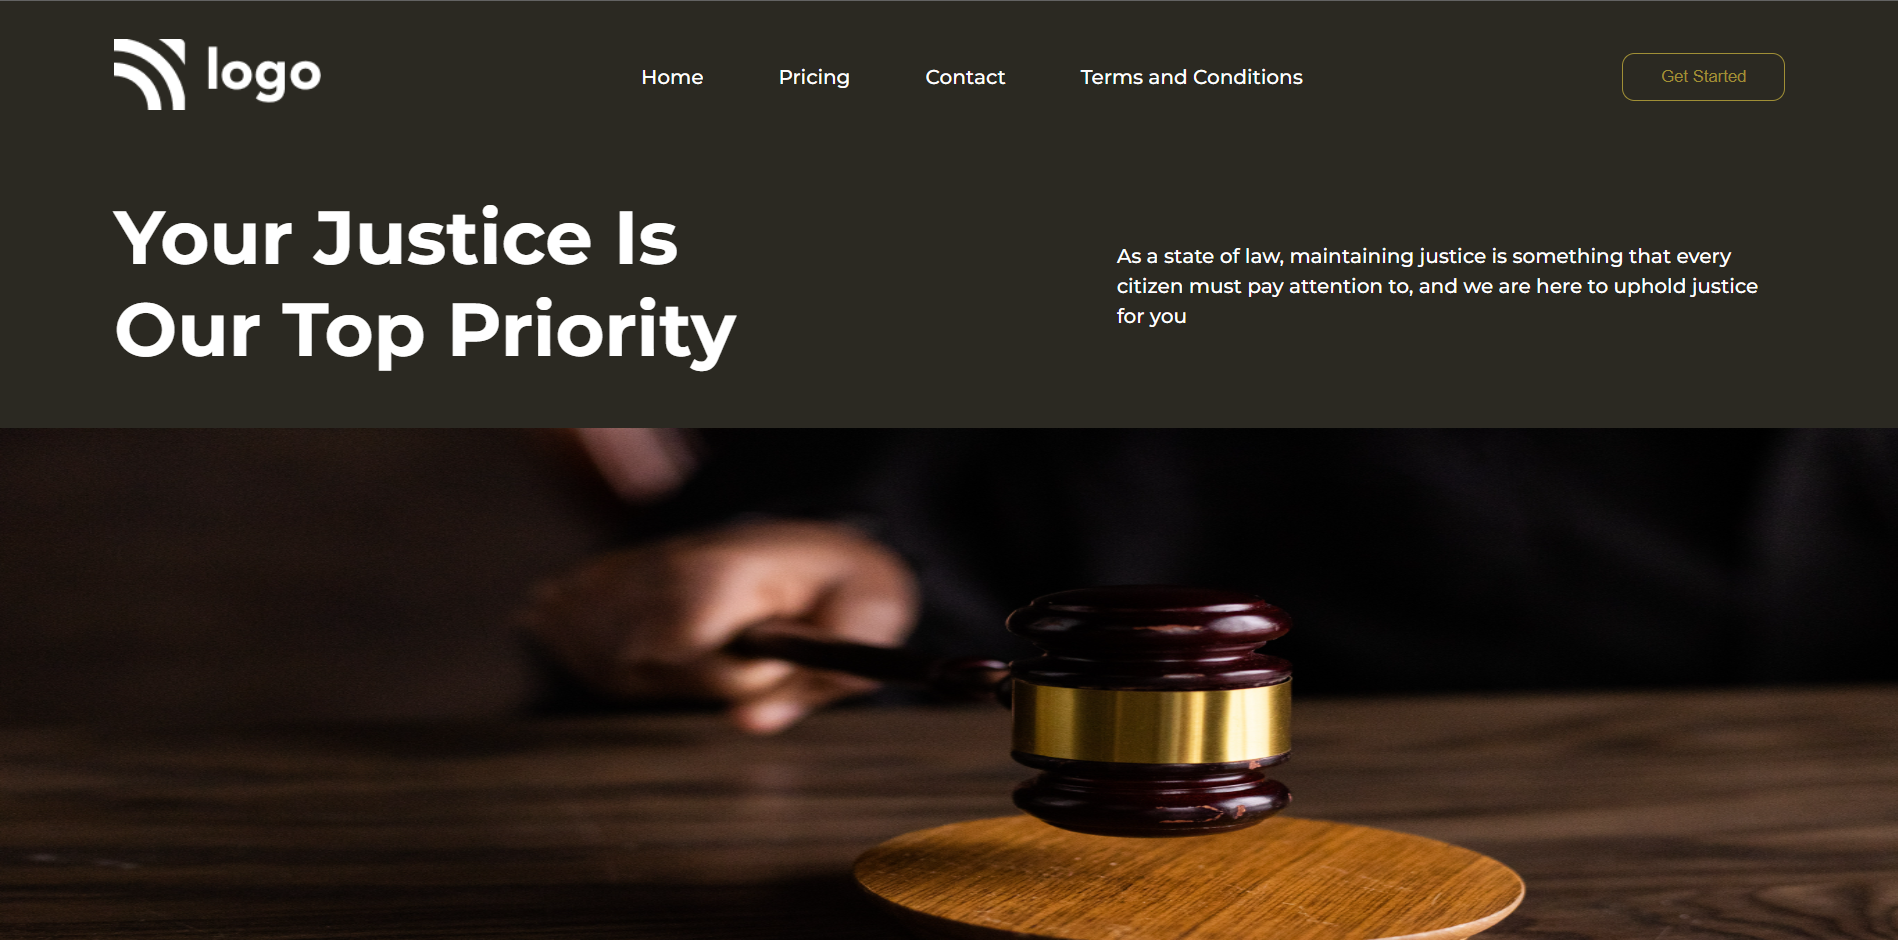 logo
Home
Pricing
Contact
Terms and Conditions
Get Started
Your Justice Is
Our Top Priority
As a state of law, maintaining justice is something that every
citizen must pay attention to, and we are here to uphold justice
for you